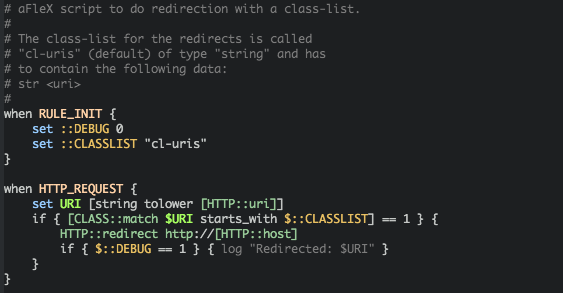 # aFleX script to do redirection with a class-list.
#
# The class-list for the redirects is called
# "cl-uris" (default) of type "string" and has
# to contain the following data:
# str <uri>
#
when RULE_INIT {
    set ::DEBUG 0
    set ::CLASSLIST "cl-uris"
}

when HTTP_REQUEST {
    set URI [string tolower [HTTP::uri]]
    if { [CLASS::match $URI starts_with $::CLASSLIST] == 1 } {
        HTTP::redirect http://[HTTP::host]
        if { $::DEBUG == 1 } { log "Redirected: $URI" }
    }
}